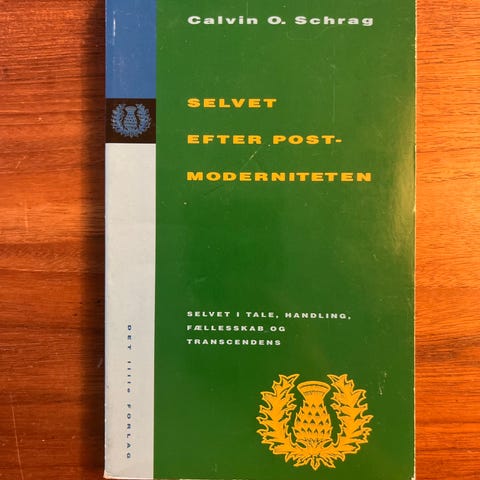 Calvin O. Schrag
SELVET
EFTER POST-
MODERNITETEN
SELVET I TALE, HANDLING,
FÆLLESSKAB OG
TRANSCENDENS
DET lille FORLAG